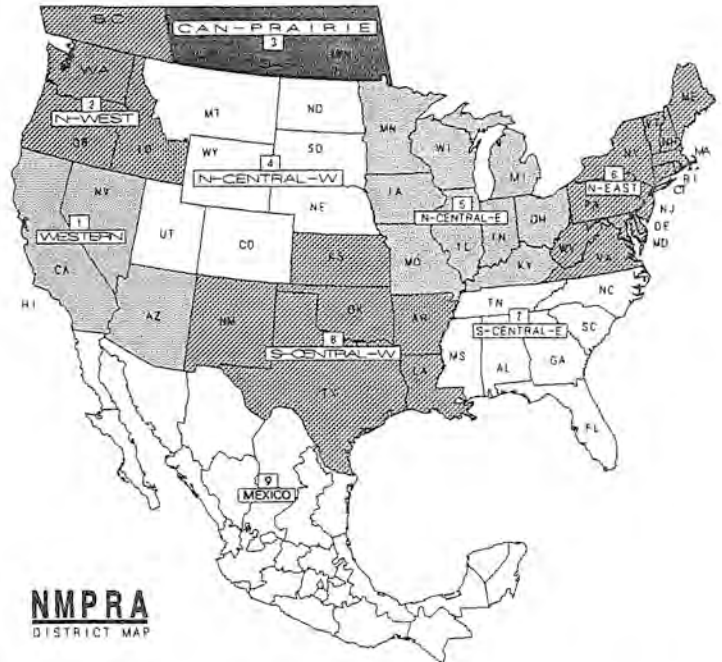 BC
CAN-PRAIRIE
3
WA
2
N-WEST
OR
ID
MT
ND
MN
WY
SD
4
N-CENTRAL-W
NE
WI
MI
IA
5
N-CENTRAL-E
IL
IN
OH
MO
KY
ME
VT
NH
MA
NY
RI
CT
6
N-EAST
PA
NJ
DE
MD
WV
VA
NV
1
WESTERN
UT
CO
KS
CA
HI
AZ
NM
OK
AR
8
S-CENTRAL-W
TX
LA
TN
NC
7
S-CENTRAL-E
SC
MS
AL
GA
FL
9
MEXICO
NMPRA
DISTRICT MAP